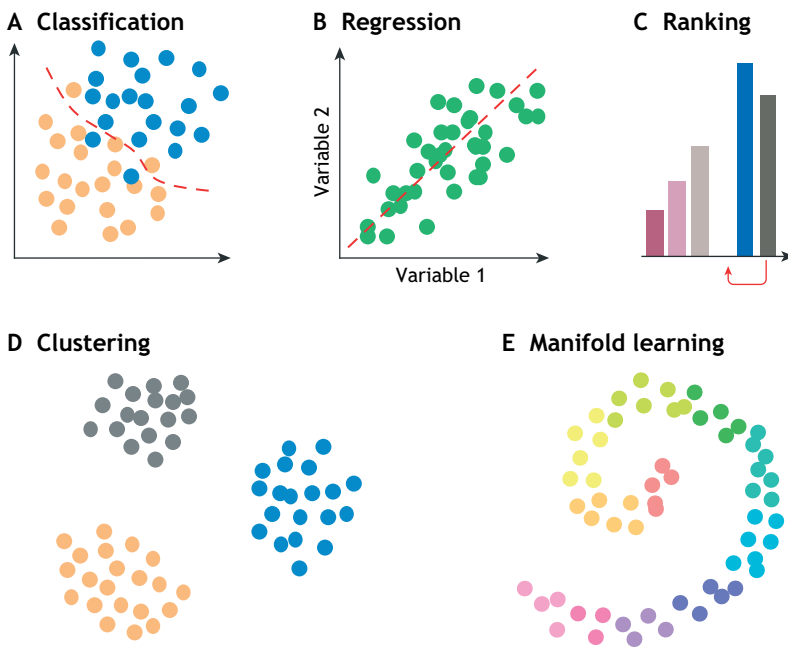 A Classification
B Regression
C Ranking
Variable 2
Variable 1
D Clustering
E Manifold learning